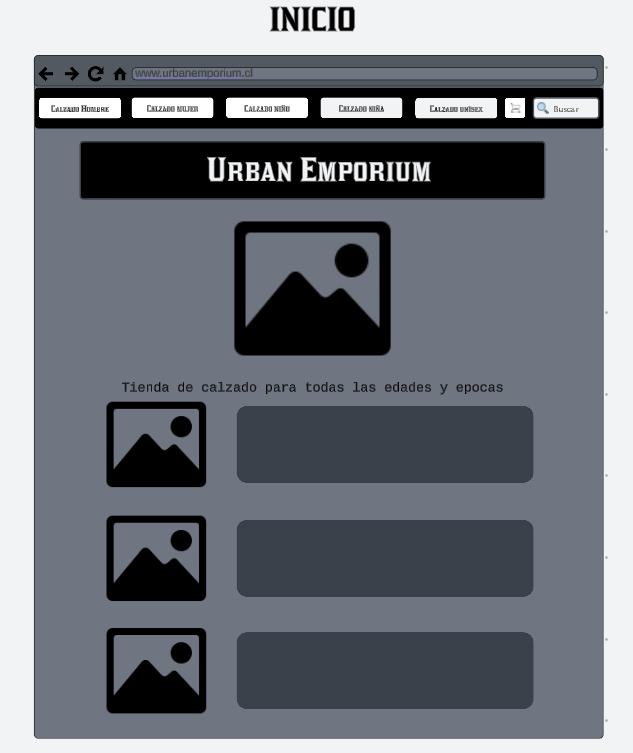 INICIO
www.urbanemporium.cl
Calzado Hombre
Calzado mujer
Calzado niño
Calzado niña
Calzado unisex
Buscar
Urban Emporium
Tienda de calzado para todas las edades y epocas